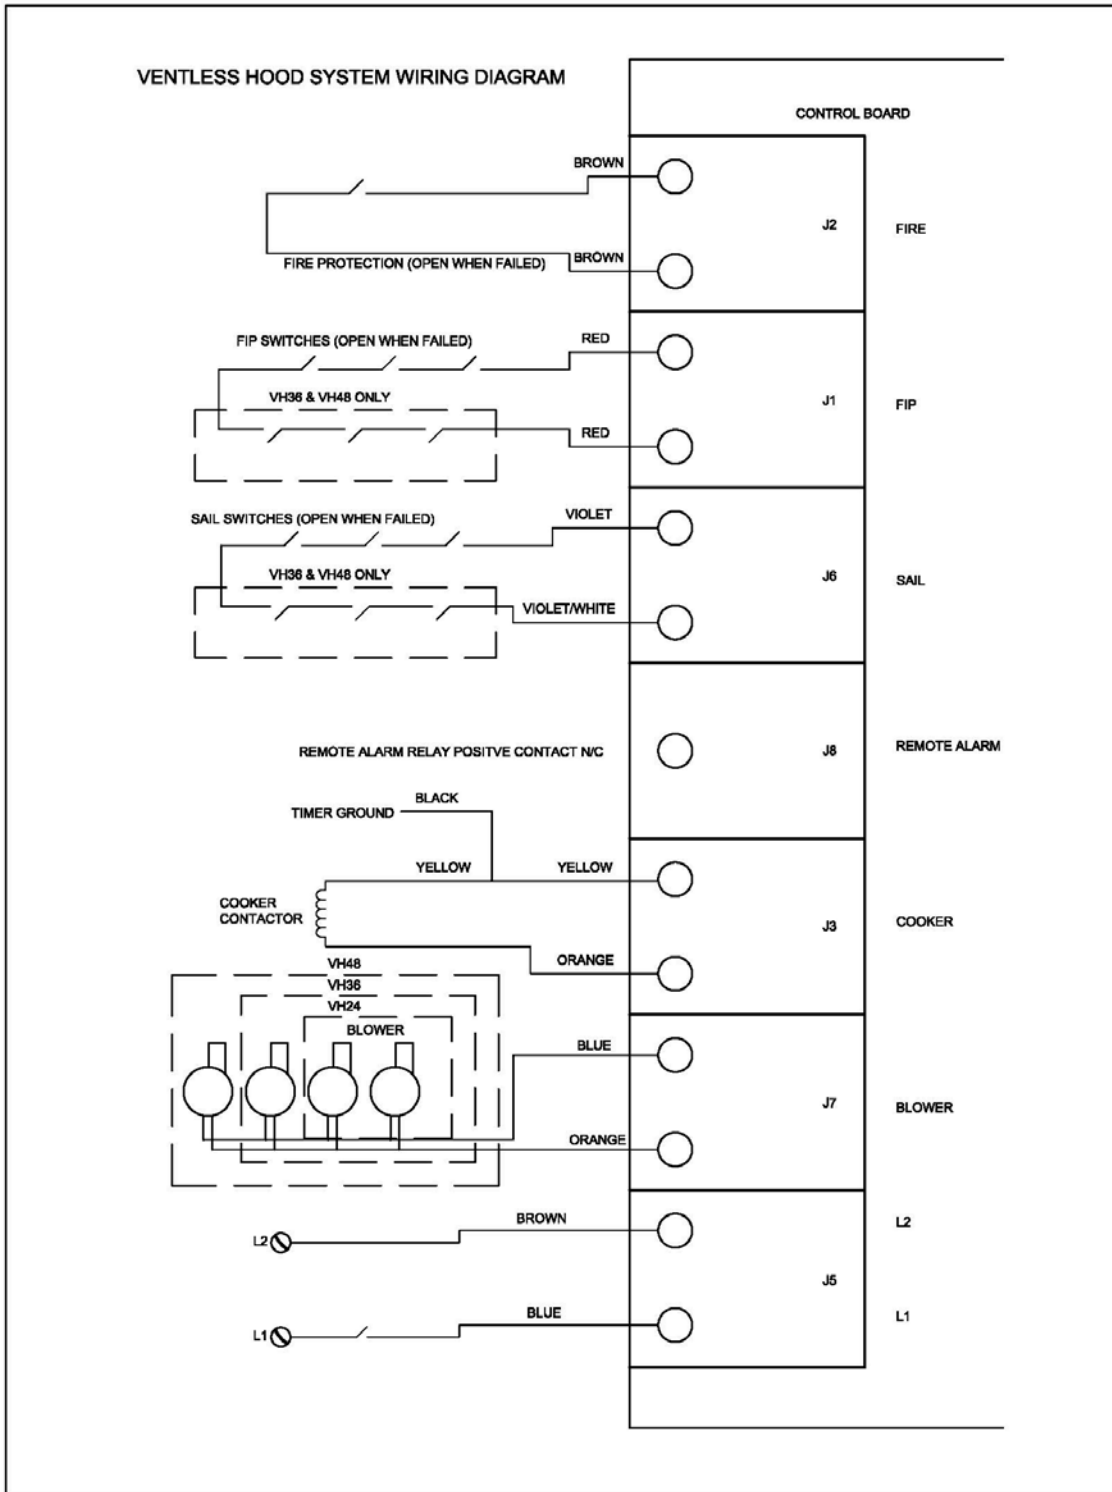 VENTLESS HOOD SYSTEM WIRING DIAGRAM
CONTROL BOARD
BROWN
J2
FIRE
FIRE PROTECTION (OPEN WHEN FAILED)
BROWN
FIP SWITCHES (OPEN WHEN FAILED)
RED
VH36 & VH48 ONLY
J1
FIP
RED
SAIL SWITCHES (OPEN WHEN FAILED)
VIOLET
VH36 & VH48 ONLY
J6
SAIL
VIOLET/WHITE
REMOTE ALARM RELAY POSITVE CONTACT N/C
J8
REMOTE ALARM
BLACK
TIMER GROUND
YELLOW
YELLOW
COOKER
CONTACTOR
J3
COOKER
ORANGE
VH48
VH36
VH24
BLOWER
BLUE
J7
BLOWER
ORANGE
BROWN
L2
L2
J5
BLUE
L1
L1